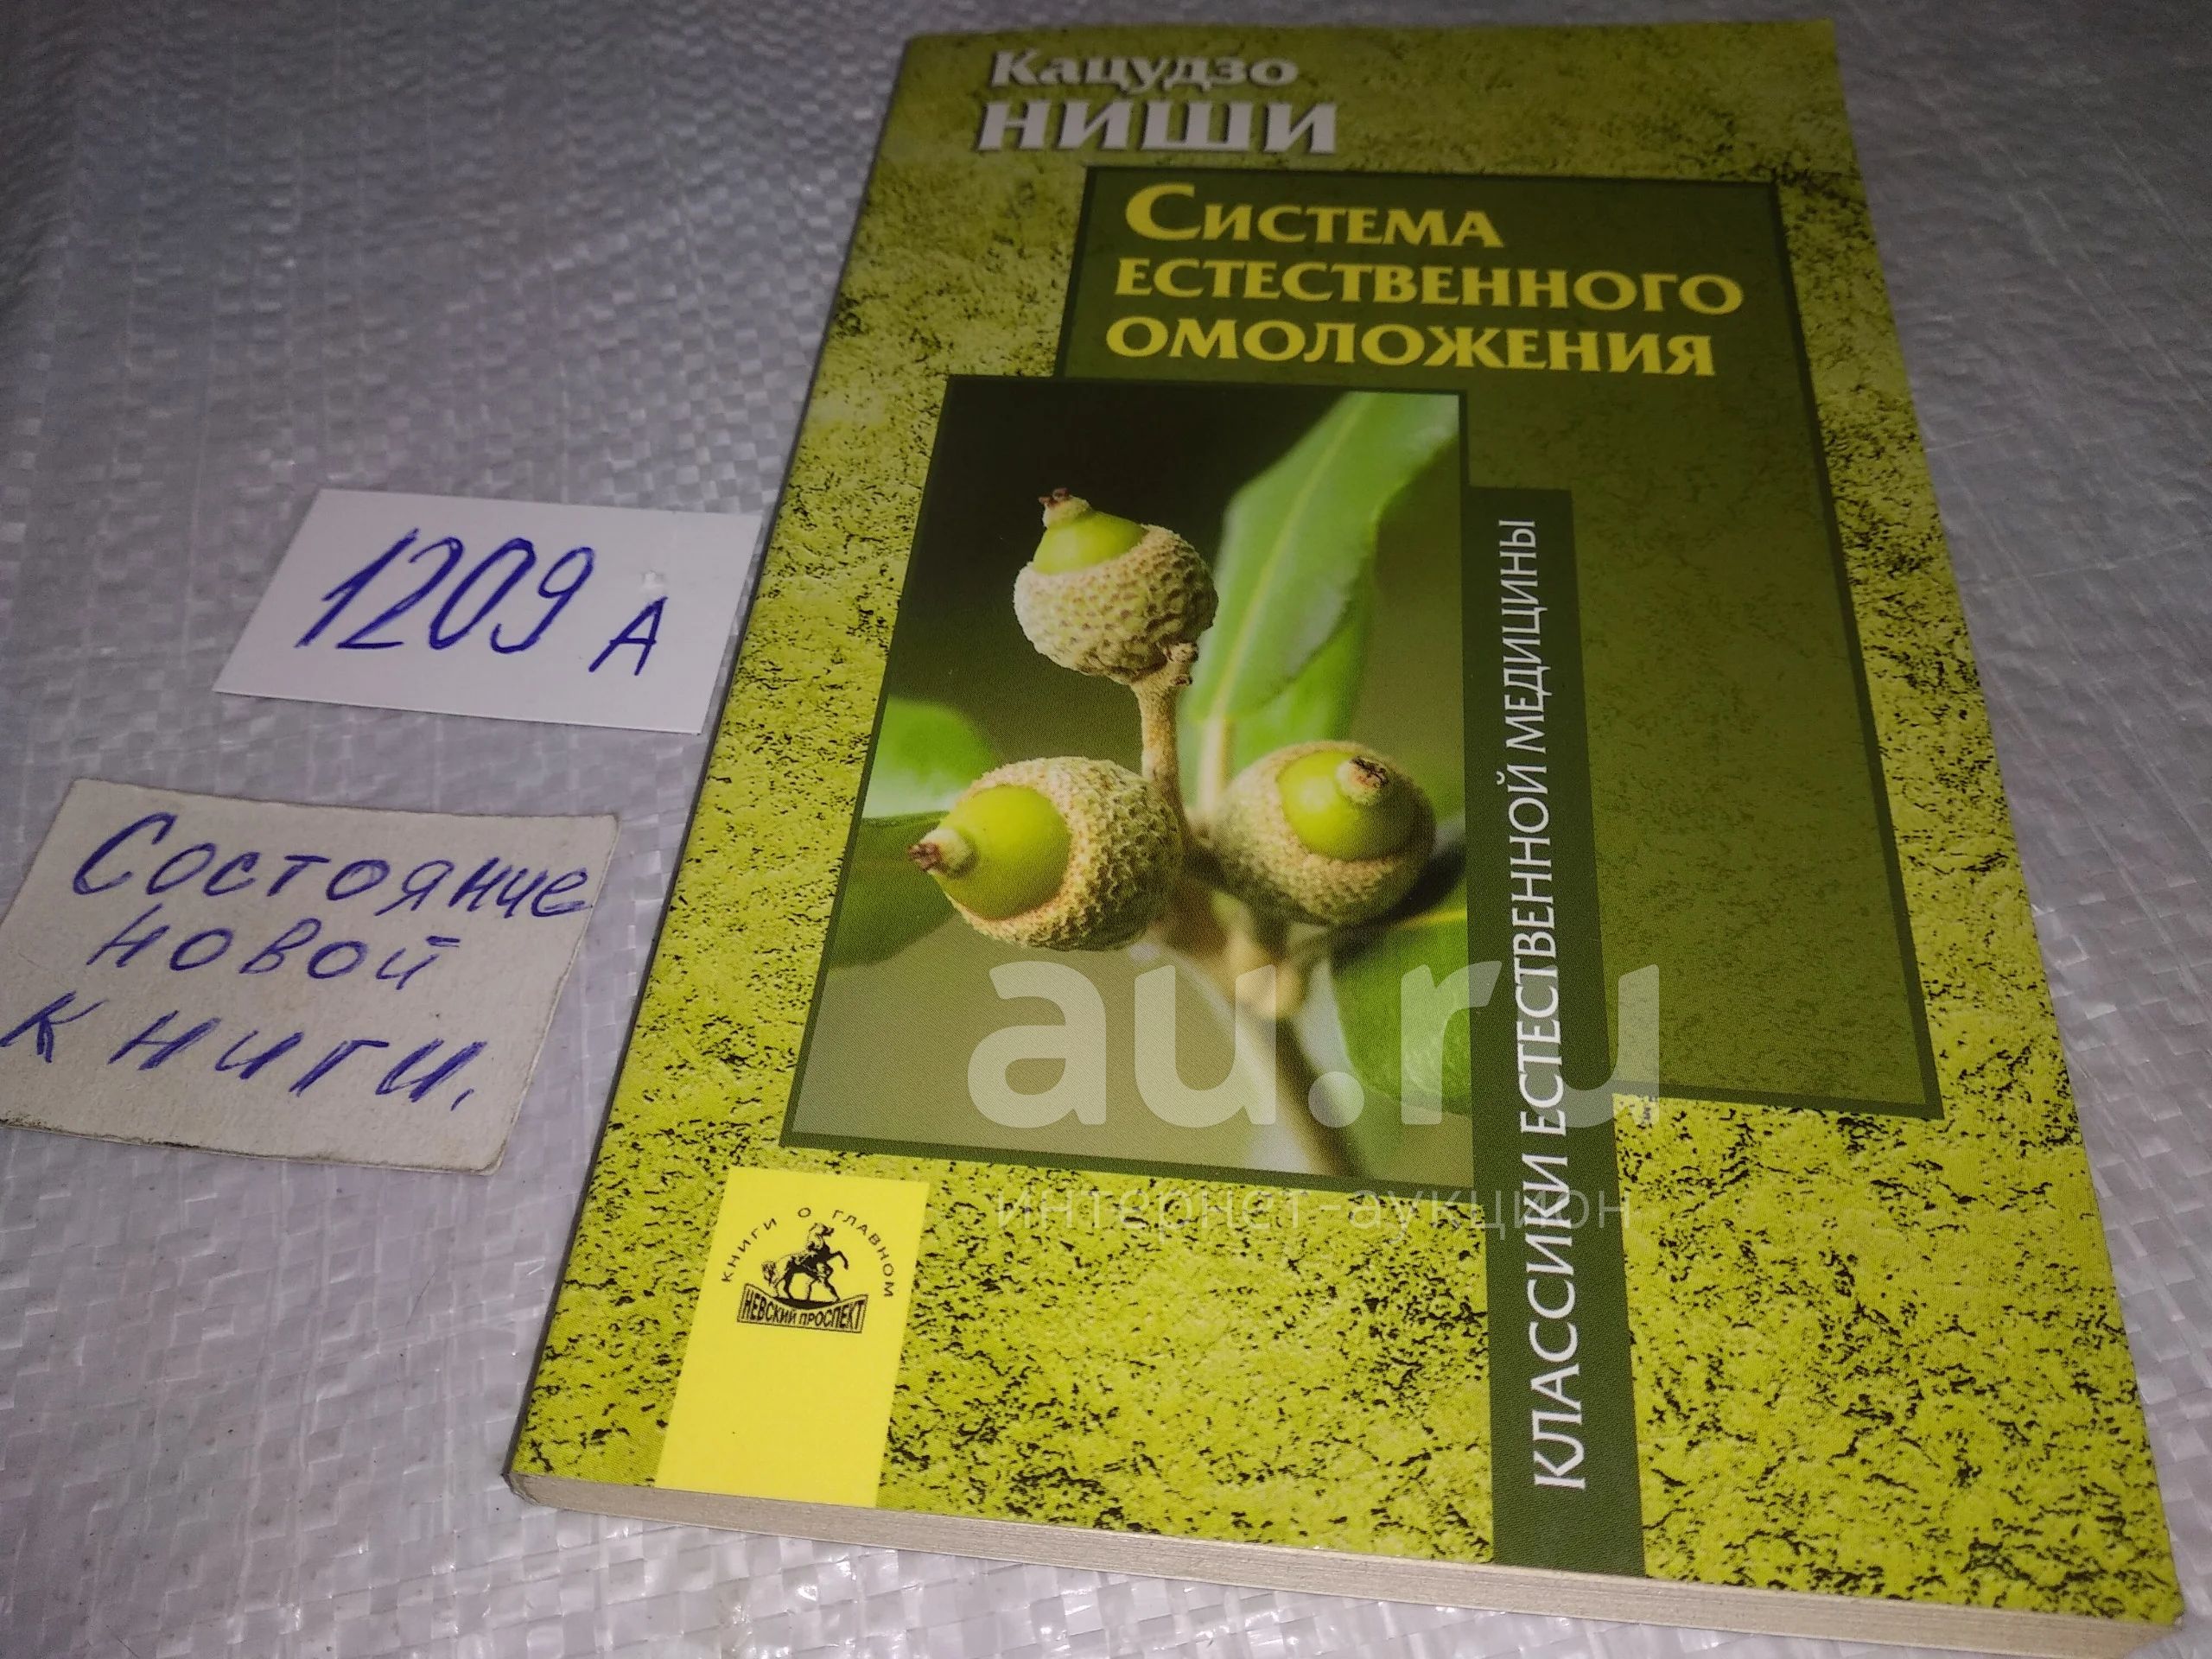 Кацудзо
НИШИ
СИСТЕМА
ЕСТЕСТВЕННОГО
ОМОЛОЖЕНИЯ
КЛАССИКИ ЕСТЕСТВЕННОЙ МЕДИЦИНЫ
1209 А
Состояние
новой
книги.
au.ru
интернет-аукцион
КНИГИ О ГЛАВНОМ
НЕВСКИЙ ПРОСПЕКТ